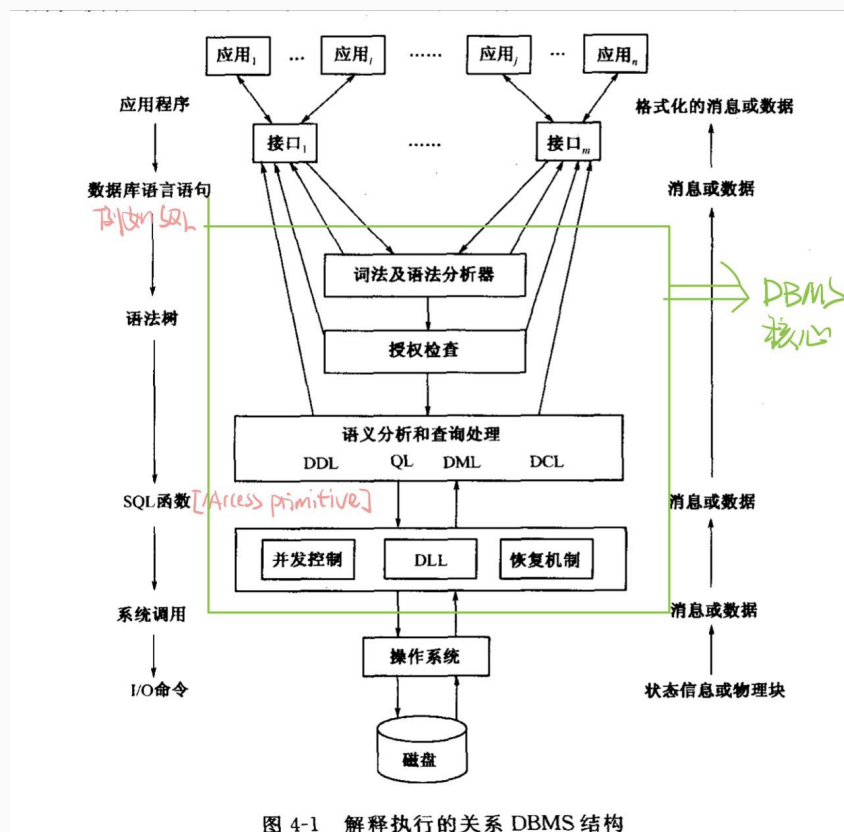 应用1 … 应用i …… 应用j … 应用n
应用程序
格式化的消息或数据
接口1 …… 接口m
数据库语言语句
消息或数据
例如 SQL
词法及语法分析器
DBMS
核心
语法树
授权检查
语义分析和查询处理
DDL QL DML DCL
SQL函数 [/Access primitive]
消息或数据
并发控制 DLL 恢复机制
系统调用
消息或数据
操作系统
I/O命令
状态信息或物理块
磁盘
图 4-1 解释执行的关系 DBMS 结构